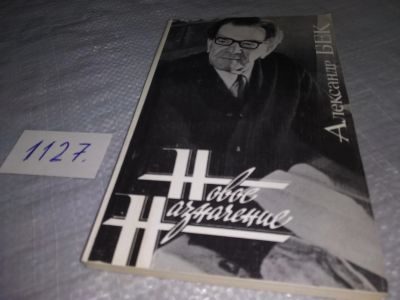 1127.
Александр БЕК
Новое
Назначение